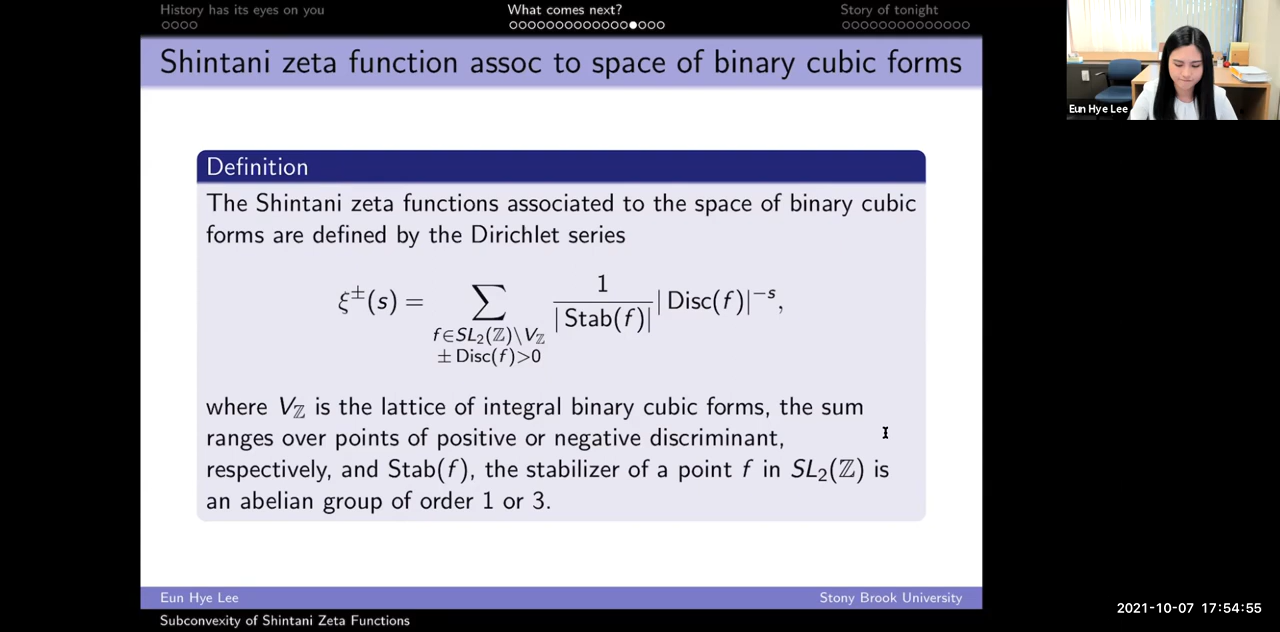 History has its eyes on you
What comes next?
Story of tonight
Shintani zeta function assoc to space of binary cubic forms
Eun Hye Lee
Definition
The Shintani zeta functions associated to the space of binary cubic
forms are defined by the Dirichlet series
ξ±(s) = ∑ 1/|Stab(f)| |Disc(f)|−s,
f∈SL2(ℤ)\Vℤ
± Disc(f)>0
where Vℤ is the lattice of integral binary cubic forms, the sum
ranges over points of positive or negative discriminant,
respectively, and Stab(f), the stabilizer of a point f in SL2(ℤ) is
an abelian group of order 1 or 3.
Eun Hye Lee
Stony Brook University
2021-10-07 17:54:55
Subconvexity of Shintani Zeta Functions